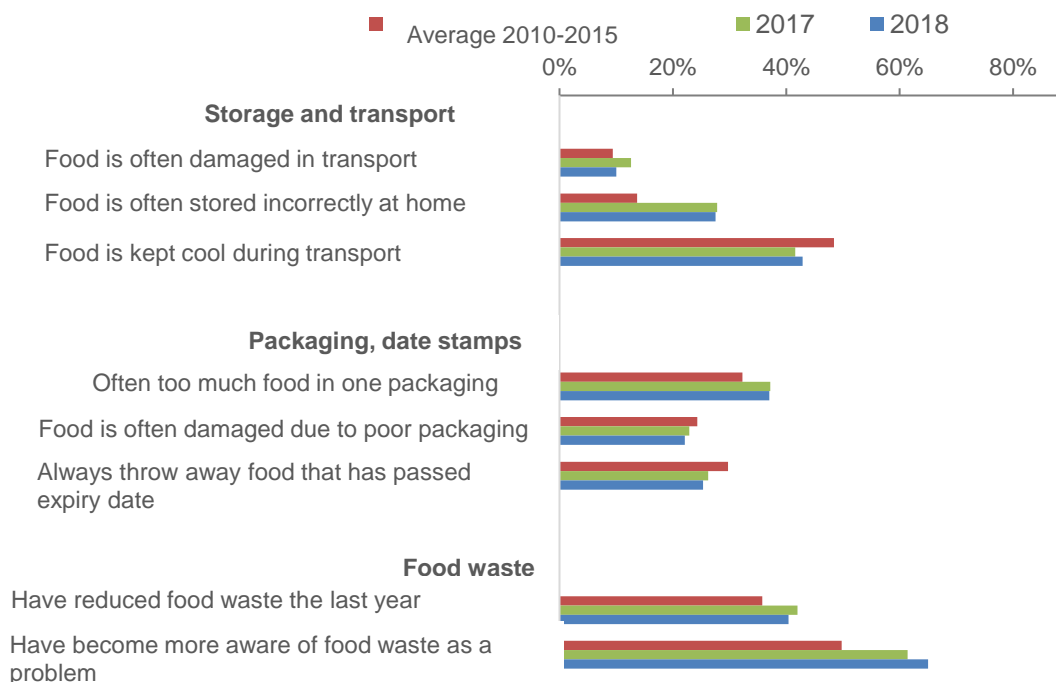 Average 2010-2015 2017 2018
0% 20% 40% 60% 80%
Storage and transport
Food is often damaged in transport
Food is often stored incorrectly at home
Food is kept cool during transport
Packaging, date stamps
Often too much food in one packaging
Food is often damaged due to poor packaging
Always throw away food that has passed
expiry date
Food waste
Have reduced food waste the last year
Have become more aware of food waste as a
problem